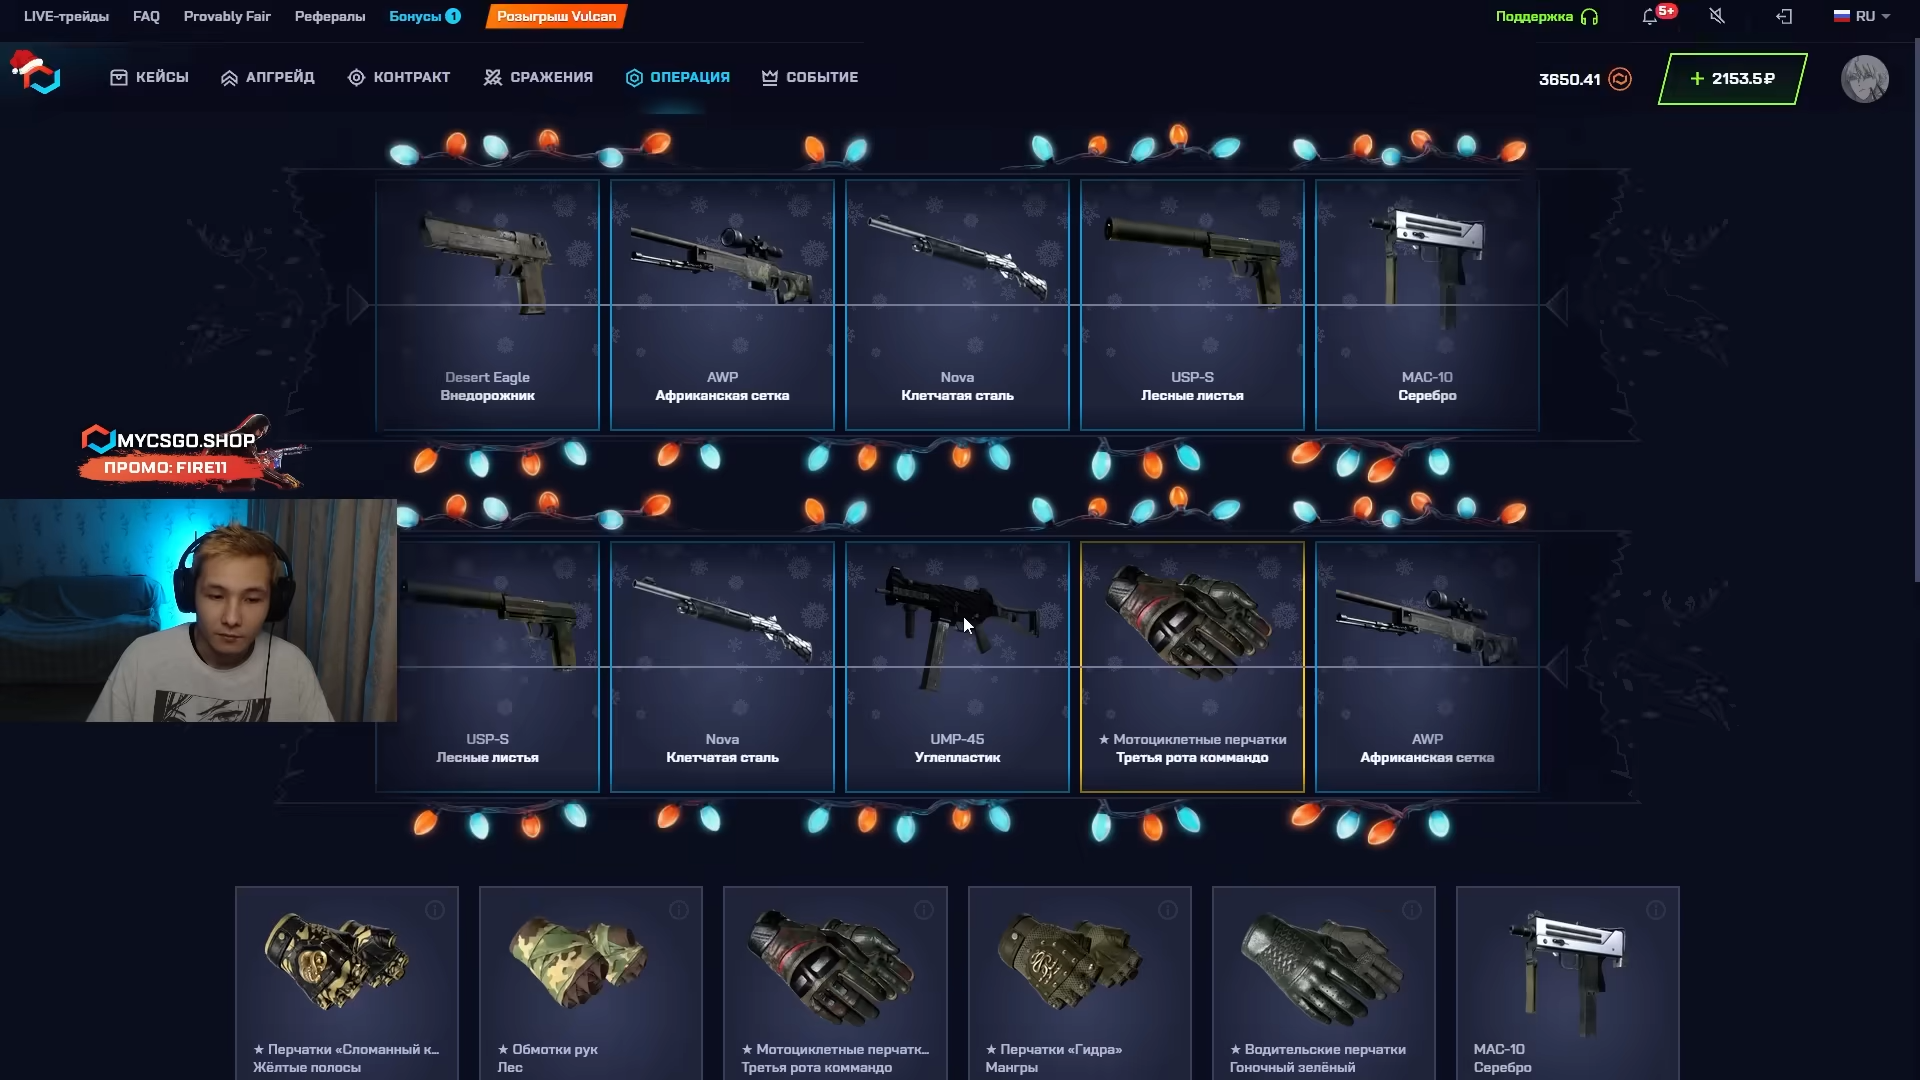 LIVE-трейды FAQ Provably Fair Рефералы Бонусы 1 Розыгрыш Vulcan Поддержка 5+ RU
КЕЙСЫ АПГРЕЙД КОНТРАКТ СРАЖЕНИЯ ОПЕРАЦИЯ СОБЫТИЕ 3650.41 + 2153.5₽
Desert Eagle
Внедорожник
AWP
Африканская сетка
Nova
Клетчатая сталь
USP-S
Лесные листья
MAC-10
Серебро
MYCSGO.SHOP
ПРОМО: FIRE11
USP-S
Лесные листья
Nova
Клетчатая сталь
UMP-45
Углепластик
★ Мотоциклетные перчатки
Третья рота коммандо
AWP
Африканская сетка
★ Перчатки «Сломанный к...
Жёлтые полосы
★ Обмотки рук
Лес
★ Мотоциклетные перчатк...
Третья рота коммандо
★ Перчатки «Гидра»
Мангры
★ Водительские перчатки
Гоночный зелёный
MAC-10
Серебро